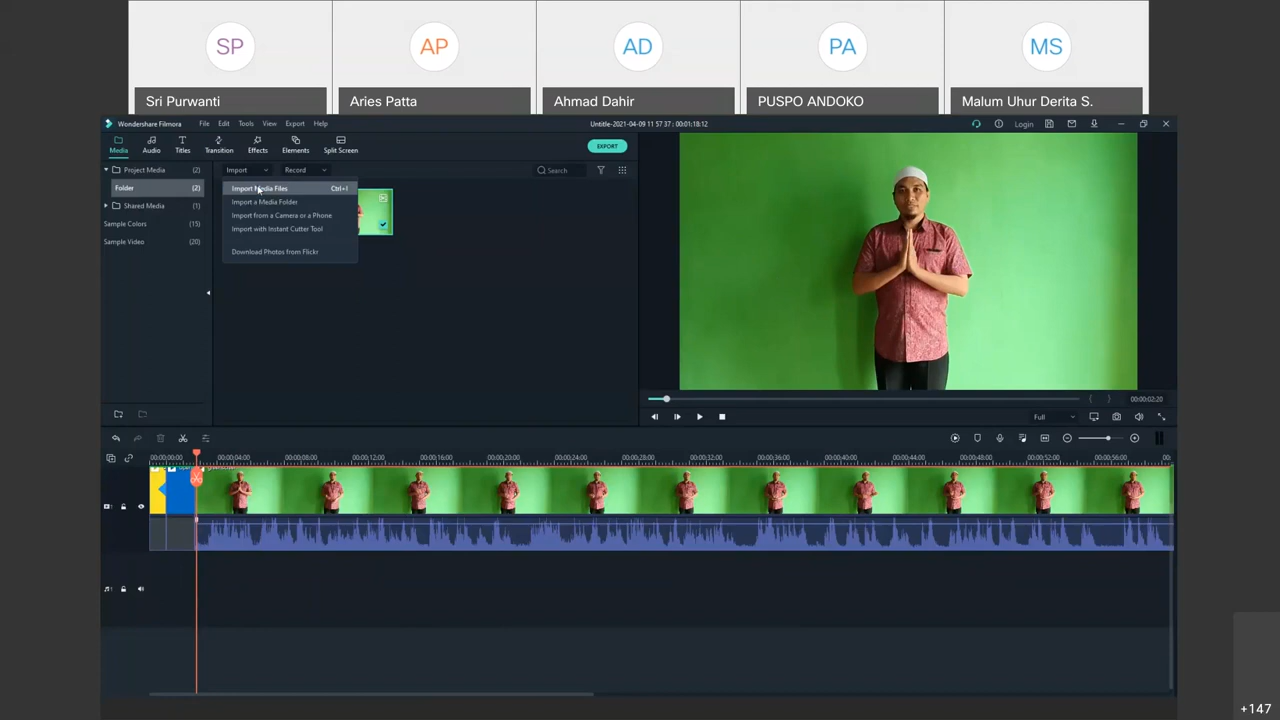 SP AP AD PA MS
Sri Purwanti Aries Patta Ahmad Dahir PUSPO ANDOKO Malum Uhur Derita S.
Wondershare Filmora File Edit Tools View Export Help Untitle-2021-04-09 11 57 37 : 00:01:18:12 Login
Media Audio Titles Transition Effects Elements Split Screen EXPORT
Project Media (2) Import Record Search
Folder (2) Import Media Files Ctrl+I
Import a Media Folder
Shared Media (1)
Import from a Camera or a Phone
Sample Colors (15)
Import with Instant Cutter Tool
Sample Video (20)
Download Photos from Flickr
00:00:02:20
Full
00:00:00:00 00:00:04:00 00:00:08:00 00:00:12:00 00:00:16:00 00:00:20:00 00:00:24:00 00:00:28:00 00:00:32:00 00:00:36:00 00:00:40:00 00:00:44:00 00:00:48:00 00:00:52:00 00:00:56:00
+147